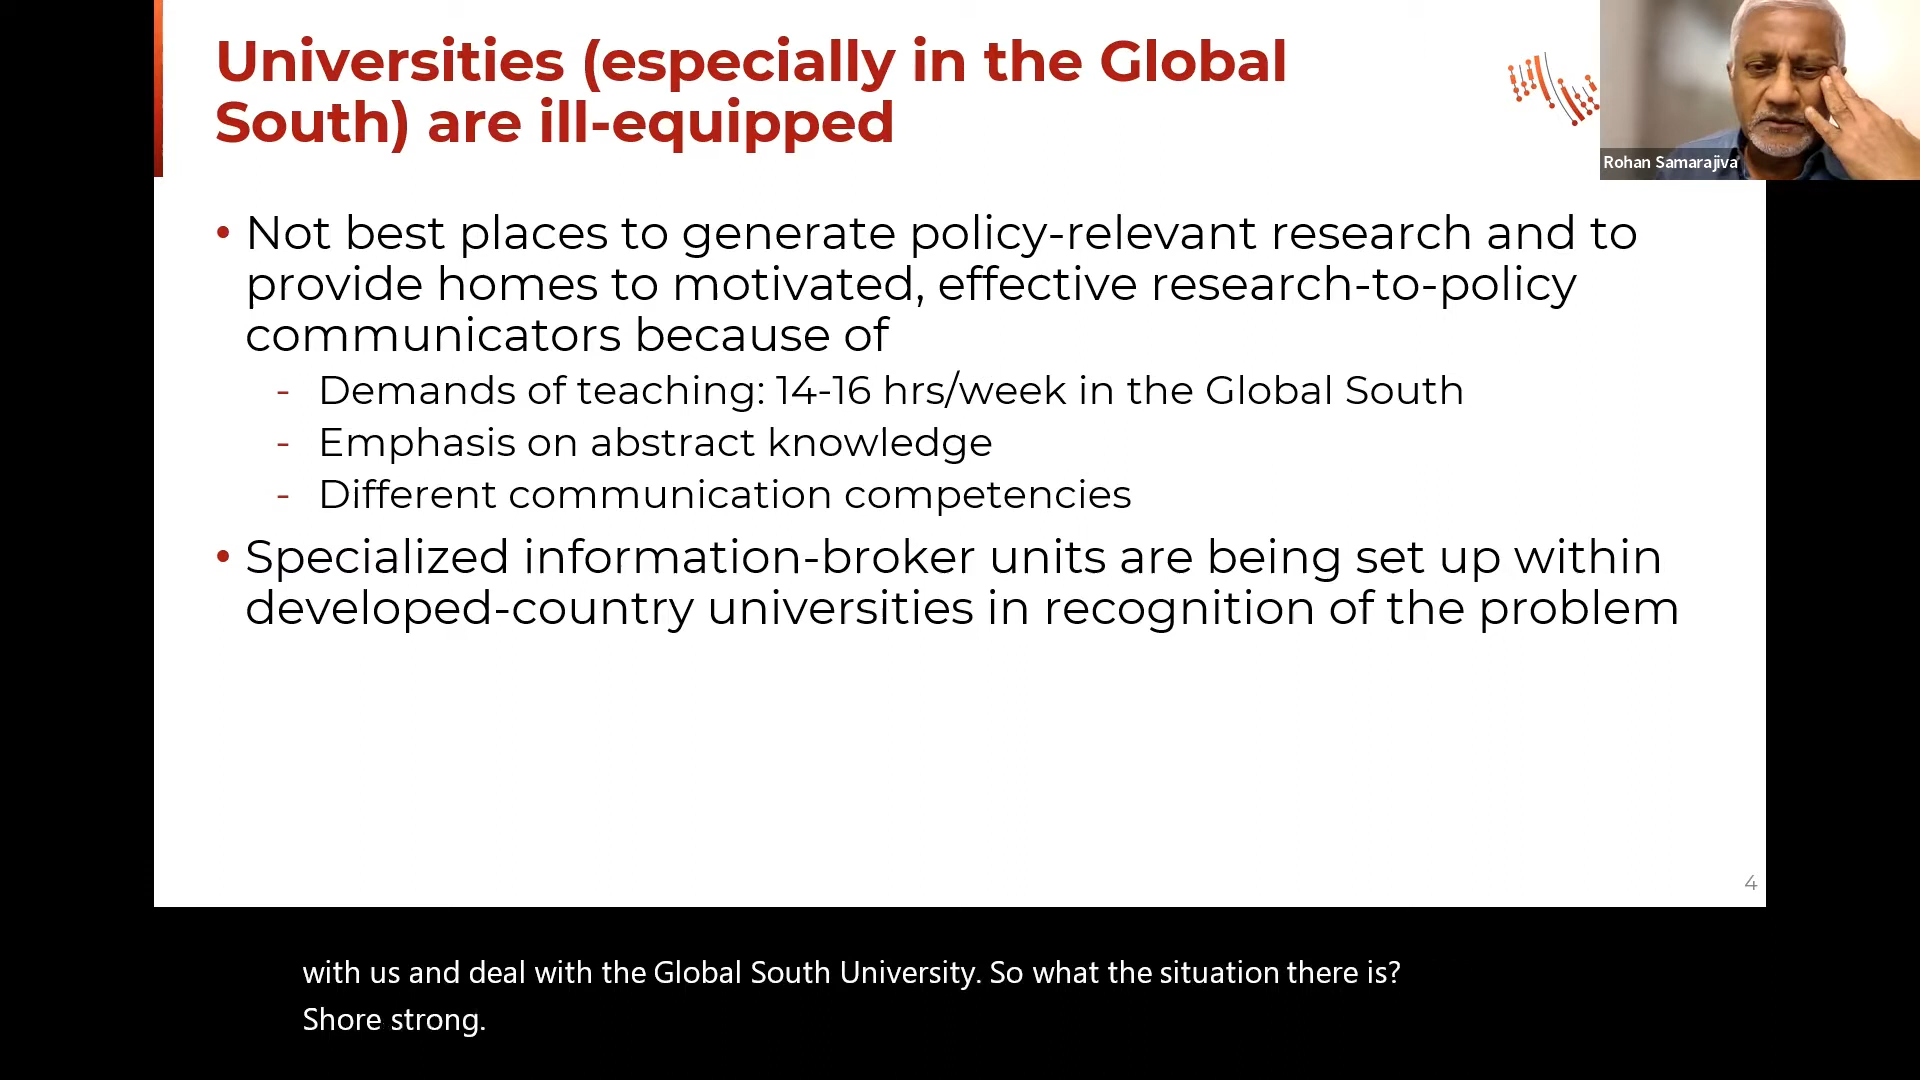 Universities (especially in the Global
South) are ill-equipped
Rohan Samarajiva
• Not best places to generate policy-relevant research and to
provide homes to motivated, effective research-to-policy
communicators because of
- Demands of teaching: 14-16 hrs/week in the Global South
- Emphasis on abstract knowledge
- Different communication competencies
• Specialized information-broker units are being set up within
developed-country universities in recognition of the problem
4
with us and deal with the Global South University. So what the situation there is?
Shore strong.